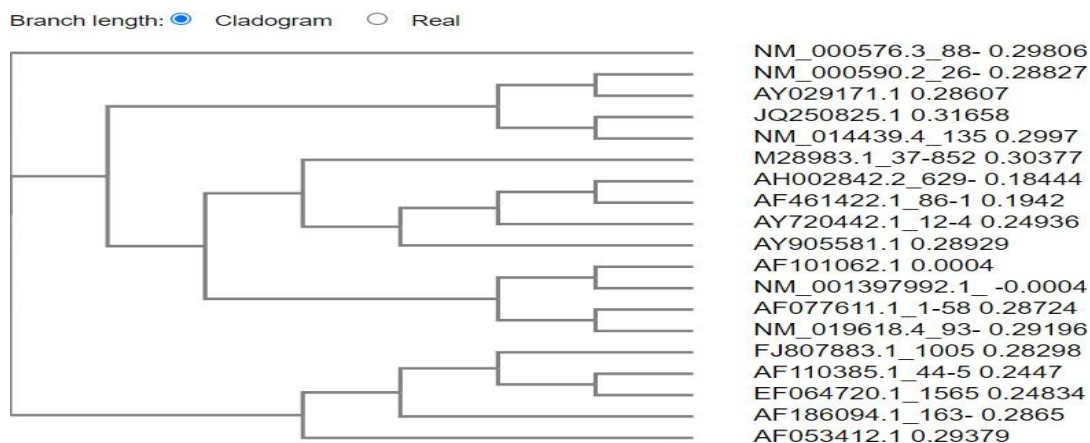 Branch length: Cladogram Real
NM_000576.3_88- 0.29806
NM_000590.2_26- 0.28827
AY029171.1 0.28607
JQ250825.1 0.31658
NM_014439.4_135 0.2997
M28983.1_37-852 0.30377
AH002842.2_629- 0.18444
AF461422.1_86-1 0.1942
AY720442.1_12-4 0.24936
AY905581.1 0.28929
AF101062.1 0.0004
NM_001397992.1_ -0.0004
AF077611.1_1-58 0.28724
NM_019618.4_93- 0.29196
FJ807883.1_1005 0.28298
AF110385.1_44-5 0.2447
EF064720.1_1565 0.24834
AF186094.1_163- 0.2865
AF053412.1 0.29379